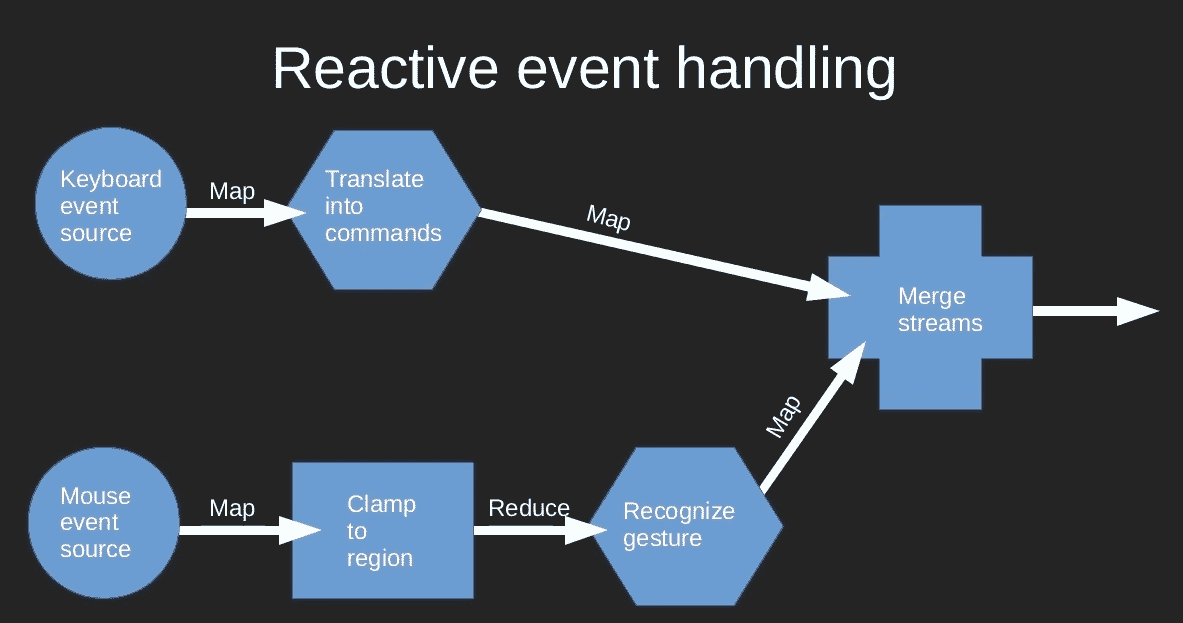 Reactive event handling
Keyboard
event
source
Map
Translate
into
commands
Map
Merge
streams
Mouse
event
source
Map
Clamp
to
region
Reduce
Recognize
gesture
Map